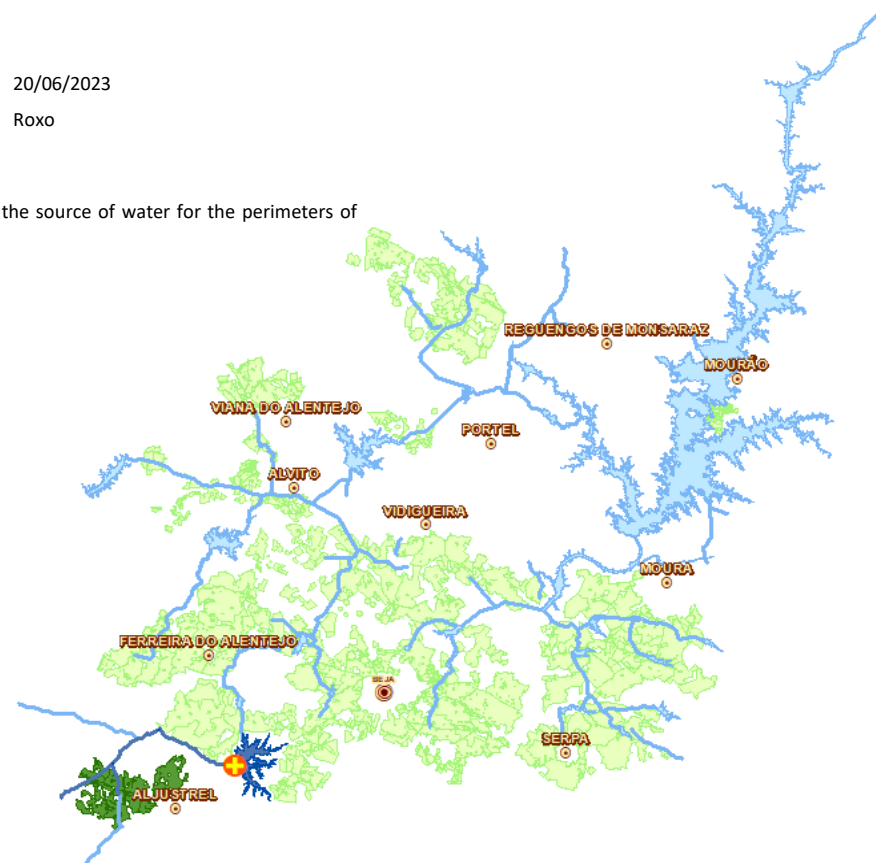 20/06/2023
Roxo
the source of water for the perimeters of
REGUENGOS DE MONSARAZ
MOURÃO
VIANA DO ALENTEJO
PORTEL
ALVITO
VIDIGUEIRA
MOURA
FERREIRA DO ALENTEJO
BEJA
SERPA
ALJUSTREL